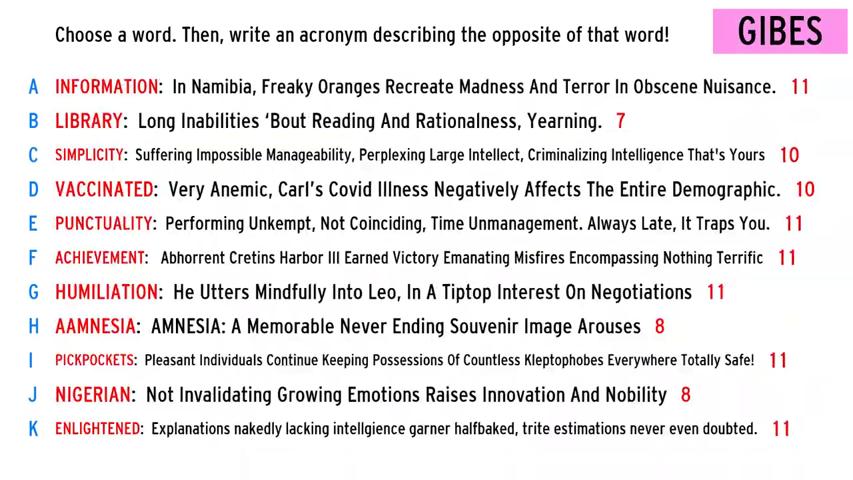 Choose a word. Then, write an acronym describing the opposite of that word!
GIBES
A INFORMATION: In Namibia, Freaky Oranges Recreate Madness And Terror In Obscene Nuisance. 11
B LIBRARY: Long Inabilities 'Bout Reading And Rationalness, Yearning. 7
C SIMPLICITY: Suffering Impossible Manageability, Perplexing Large Intellect, Criminalizing Intelligence That's Yours 10
D VACCINATED: Very Anemic, Carl's Covid Illness Negatively Affects The Entire Demographic. 10
E PUNCTUALITY: Performing Unkempt, Not Coinciding, Time Unmanagement. Always Late, It Traps You. 11
F ACHIEVEMENT: Abhorrent Cretins Harbor Ill Earned Victory Emanating Misfires Encompassing Nothing Terrific 11
G HUMILIATION: He Utters Mindfully Into Leo, In A Tiptop Interest On Negotiations 11
H AAMNESIA: AMNESIA: A Memorable Never Ending Souvenir Image Arouses 8
I PICKPOCKETS: Pleasant Individuals Continue Keeping Possessions Of Countless Kleptophobes Everywhere Totally Safe! 11
J NIGERIAN: Not Invalidating Growing Emotions Raises Innovation And Nobility 8
K ENLIGHTENED: Explanations nakedly lacking intellgience garner halfbaked, trite estimations never even doubted. 11